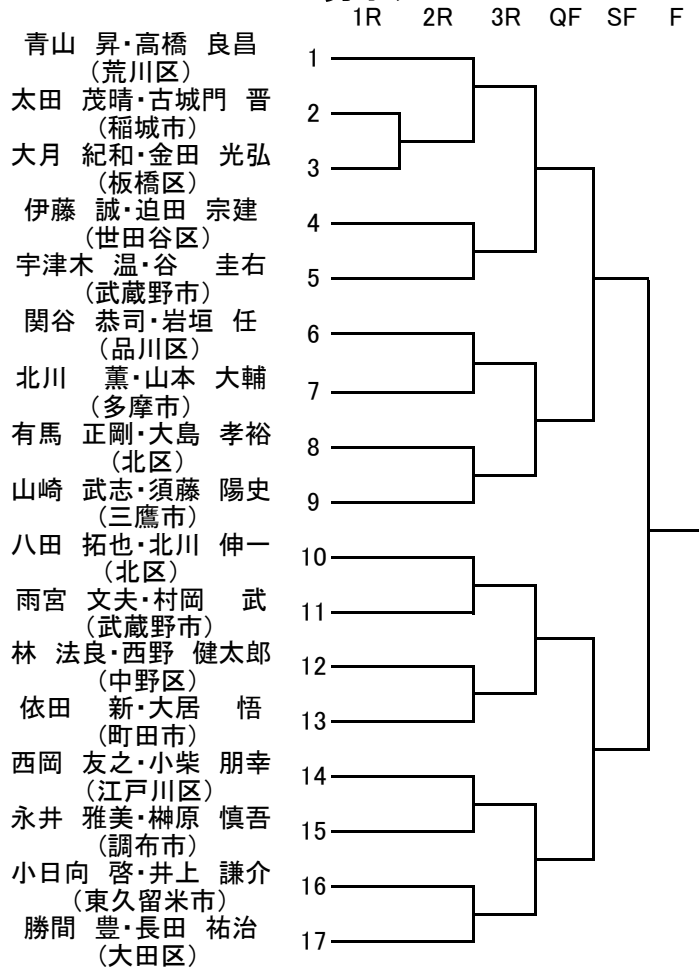 1R 2R 3R QF SF F
青山 昇・高橋 良昌
（荒川区）
1
太田 茂晴・古城門 晋
（稲城市）
2
大月 紀和・金田 光弘
（板橋区）
3
伊藤 誠・迫田 宗建
（世田谷区）
4
宇津木 温・谷 圭右
（武蔵野市）
5
関谷 恭司・岩垣 任
（品川区）
6
北川 薫・山本 大輔
（多摩市）
7
有馬 正剛・大島 孝裕
（北区）
8
山崎 武志・須藤 陽史
（三鷹市）
9
八田 拓也・北川 伸一
（北区）
10
雨宮 文夫・村岡 武
（武蔵野市）
11
林 法良・西野 健太郎
（中野区）
12
依田 新・大居 悟
（町田市）
13
西岡 友之・小柴 朋幸
（江戸川区）
14
永井 雅美・榊原 慎吾
（調布市）
15
小日向 啓・井上 謙介
（東久留米市）
16
勝間 豊・長田 祐治
（大田区）
17